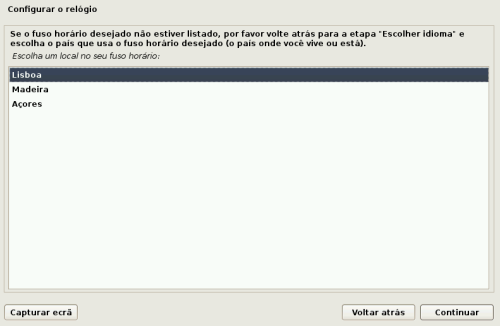 Configurar o relógio
Se o fuso horário desejado não estiver listado, por favor volte atrás para a etapa "Escolher idioma" e
escolha o país que usa o fuso horário desejado (o país onde você vive ou está).
Escolha um local no seu fuso horário:
Lisboa
Madeira
Açores
Capturar ecrã
Voltar atrás
Continuar